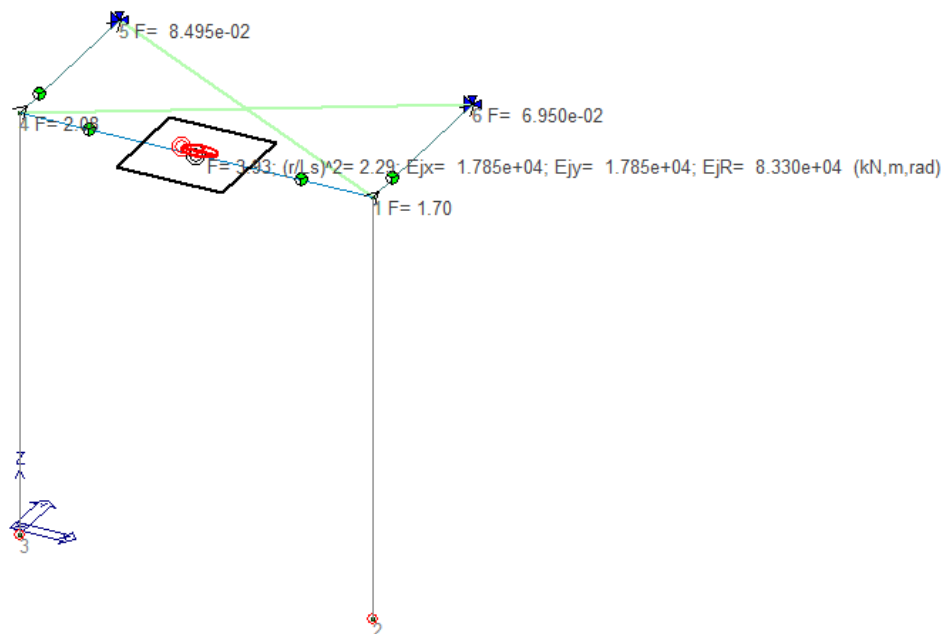 5 F= 8.495e-02
6 F= 6.950e-02
4 F= 2.08
F= 3.93; (r/Ls)^2= 2.29; Ejx= 1.785e+04; Ejy= 1.785e+04; EjR= 8.330e+04 (kN,m,rad)
1 F= 1.70
Z
3
2